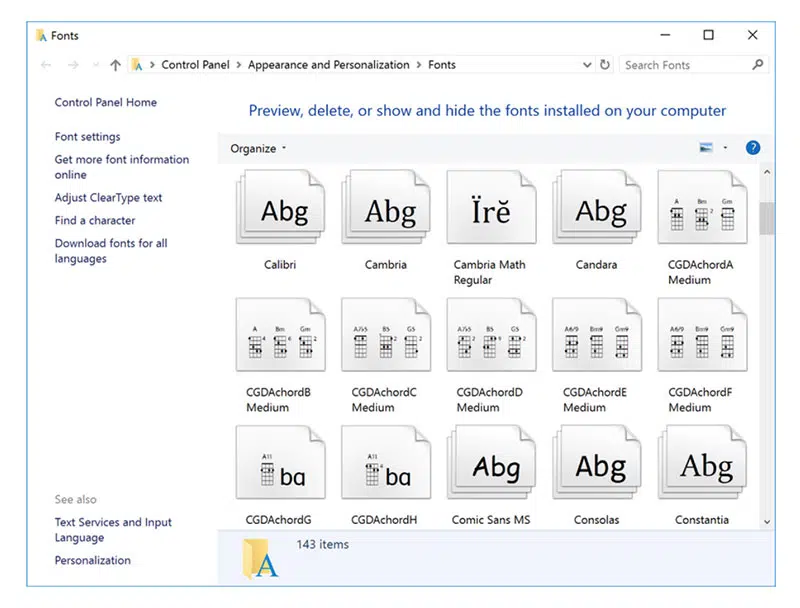 Fonts
Control Panel > Appearance and Personalization > Fonts
Search Fonts
Control Panel Home
Font settings
Get more font information
online
Adjust ClearType text
Find a character
Download fonts for all
languages
See also
Text Services and Input
Language
Personalization
Preview, delete, or show and hide the fonts installed on your computer
Organize
Abg Abg Ïrĕ Abg A Bm Gm
2
Calibri Cambria Cambria Math Candara CGDAchordA
Regular Medium
A Bm Gm A7♭5 B5 G5 A7♭5 B5 G5 A6/9 Bm9 Gm9 A6/9 Bm9 Gm9
CGDAchordB CGDAchordC CGDAchordD CGDAchordE CGDAchordF
Medium Medium Medium Medium Medium
A11 ba A11 ba Abg Abg Abg
CGDAchordG CGDAchordH Comic Sans MS Consolas Constantia
143 items